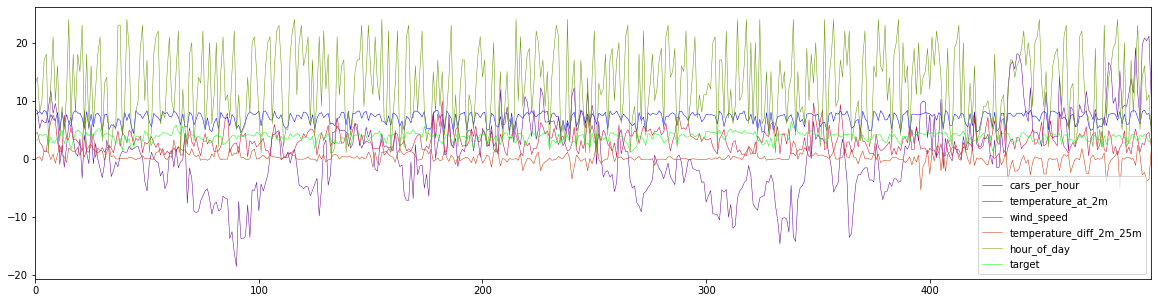 20
10
0
−10
−20
0
100
200
300
400
cars_per_hour
temperature_at_2m
wind_speed
temperature_diff_2m_25m
hour_of_day
target